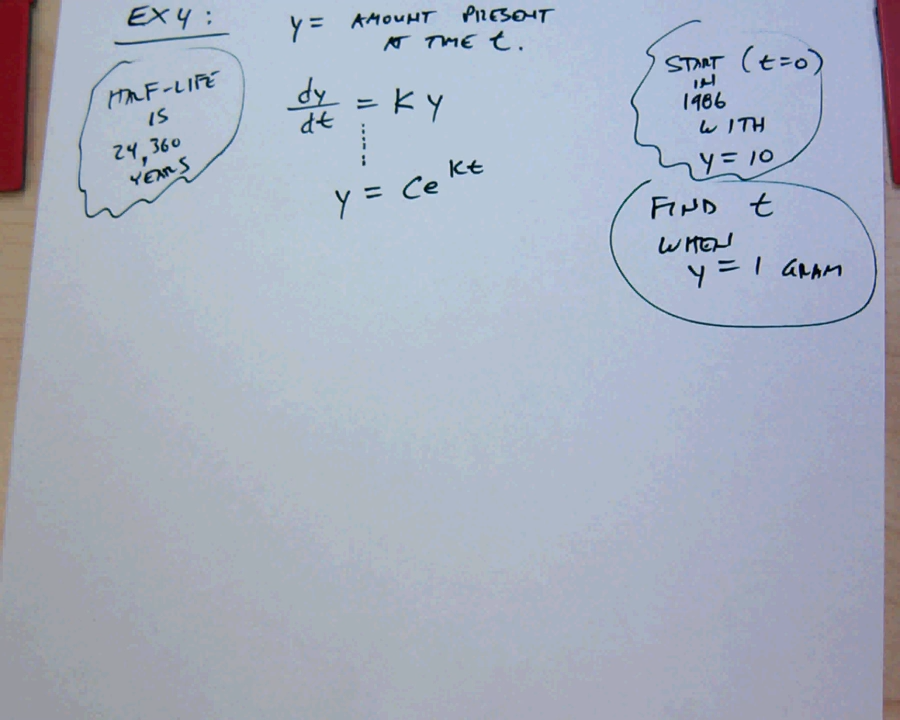 EX 4:
y = AMOUNT PRESENT
AT TIME t.
HALF-LIFE
IS
24,360
YEARS
dy/dt = Ky
y = Ce^Kt
START (t=0)
IN
1986
WITH
y = 10
FIND t
WHEN
y = 1 GRAM